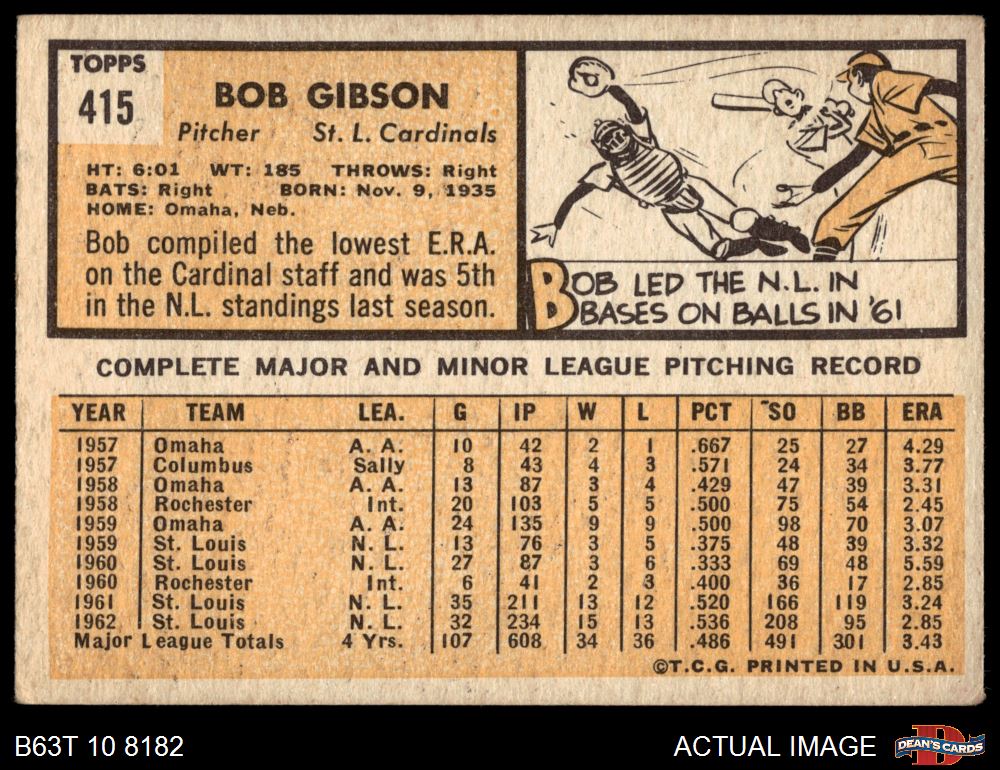 TOPPS
415
BOB GIBSON
Pitcher St. L. Cardinals
HT: 6:01 WT: 185 THROWS: Right
BATS: Right BORN: Nov. 9, 1935
HOME: Omaha, Neb.
Bob compiled the lowest E.R.A.
on the Cardinal staff and was 5th
in the N.L. standings last season.
BOB LED THE N.L. IN
BASES ON BALLS IN '61
COMPLETE MAJOR AND MINOR LEAGUE PITCHING RECORD
YEAR TEAM LEA. G IP W L PCT SO BB ERA
1957 Omaha A. A. 10 42 2 1 .667 25 27 4.29
1957 Columbus Sally 8 43 4 3 .571 24 34 3.77
1958 Omaha A. A. 13 87 3 4 .429 47 39 3.31
1958 Rochester Int. 20 103 5 5 .500 75 54 2.45
1959 Omaha A. A. 24 135 9 9 .500 98 70 3.07
1959 St. Louis N. L. 13 76 3 5 .375 48 39 3.32
1960 St. Louis N. L. 27 87 3 6 .333 69 48 5.59
1960 Rochester Int. 6 41 2 3 .400 36 17 2.85
1961 St. Louis N. L. 35 211 13 12 .520 166 119 3.24
1962 St. Louis N. L. 32 234 15 13 .536 208 95 2.85
Major League Totals 4 Yrs. 107 608 34 36 .486 491 301 3.43
©T.C.G. PRINTED IN U.S.A.
B63T 10 8182
ACTUAL IMAGE
D
DEAN'S CARDS